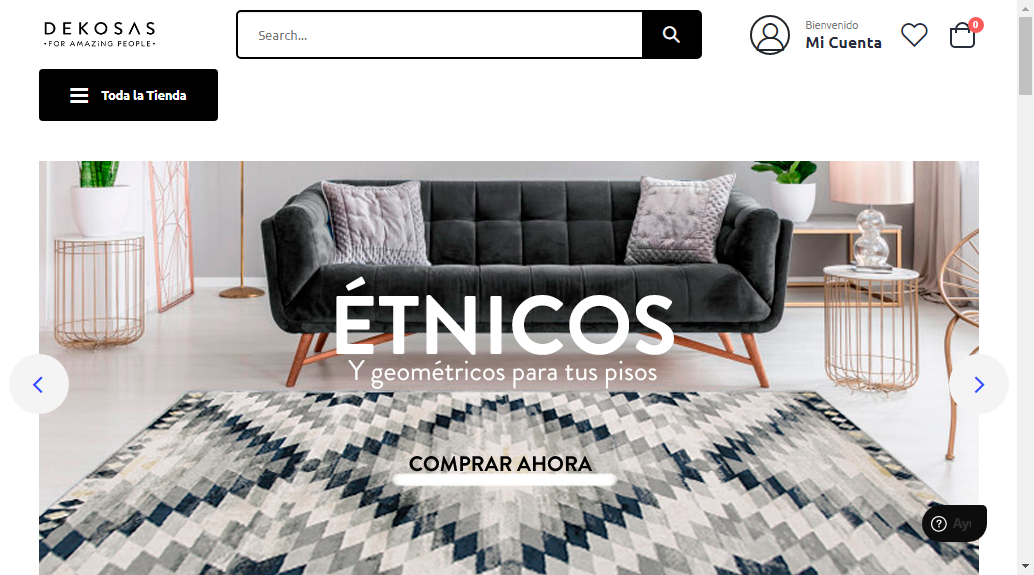 DEKOSAS
•FOR AMAZING PEOPLE•
Search...
Bienvenido
Mi Cuenta
0
Toda la Tienda
ÉTNICOS
Y geométricos para tus pisos
COMPRAR AHORA